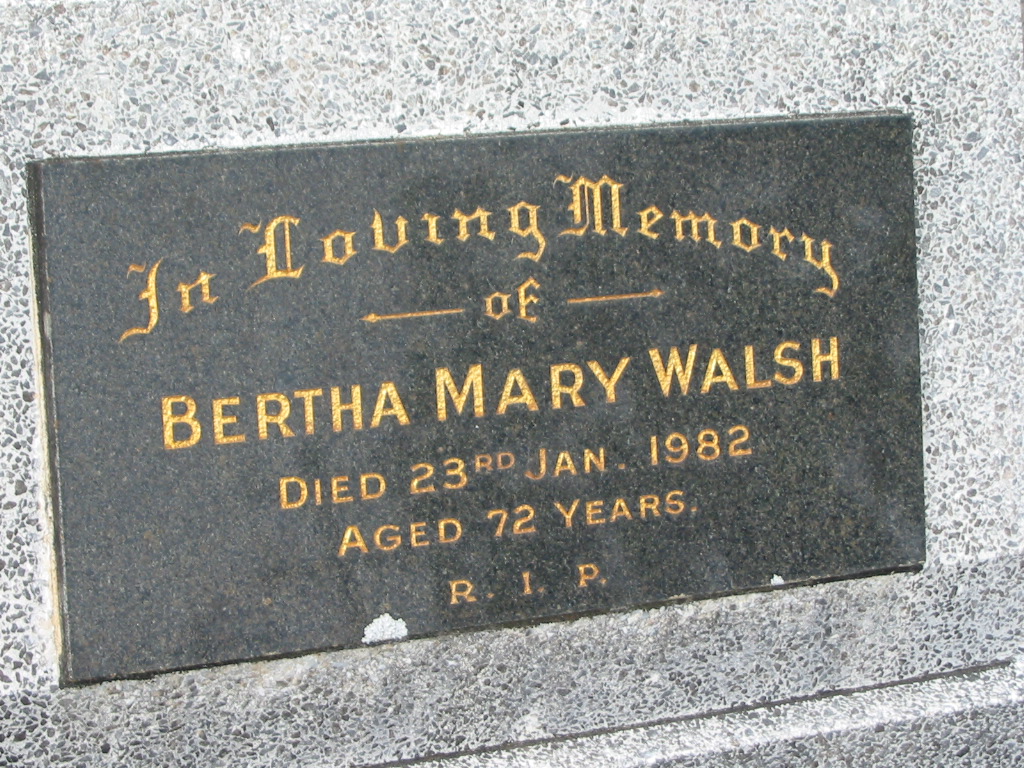 In Loving Memory
of
BERTHA MARY WALSH
DIED 23RD JAN. 1982
AGED 72 YEARS.
R. I. P.